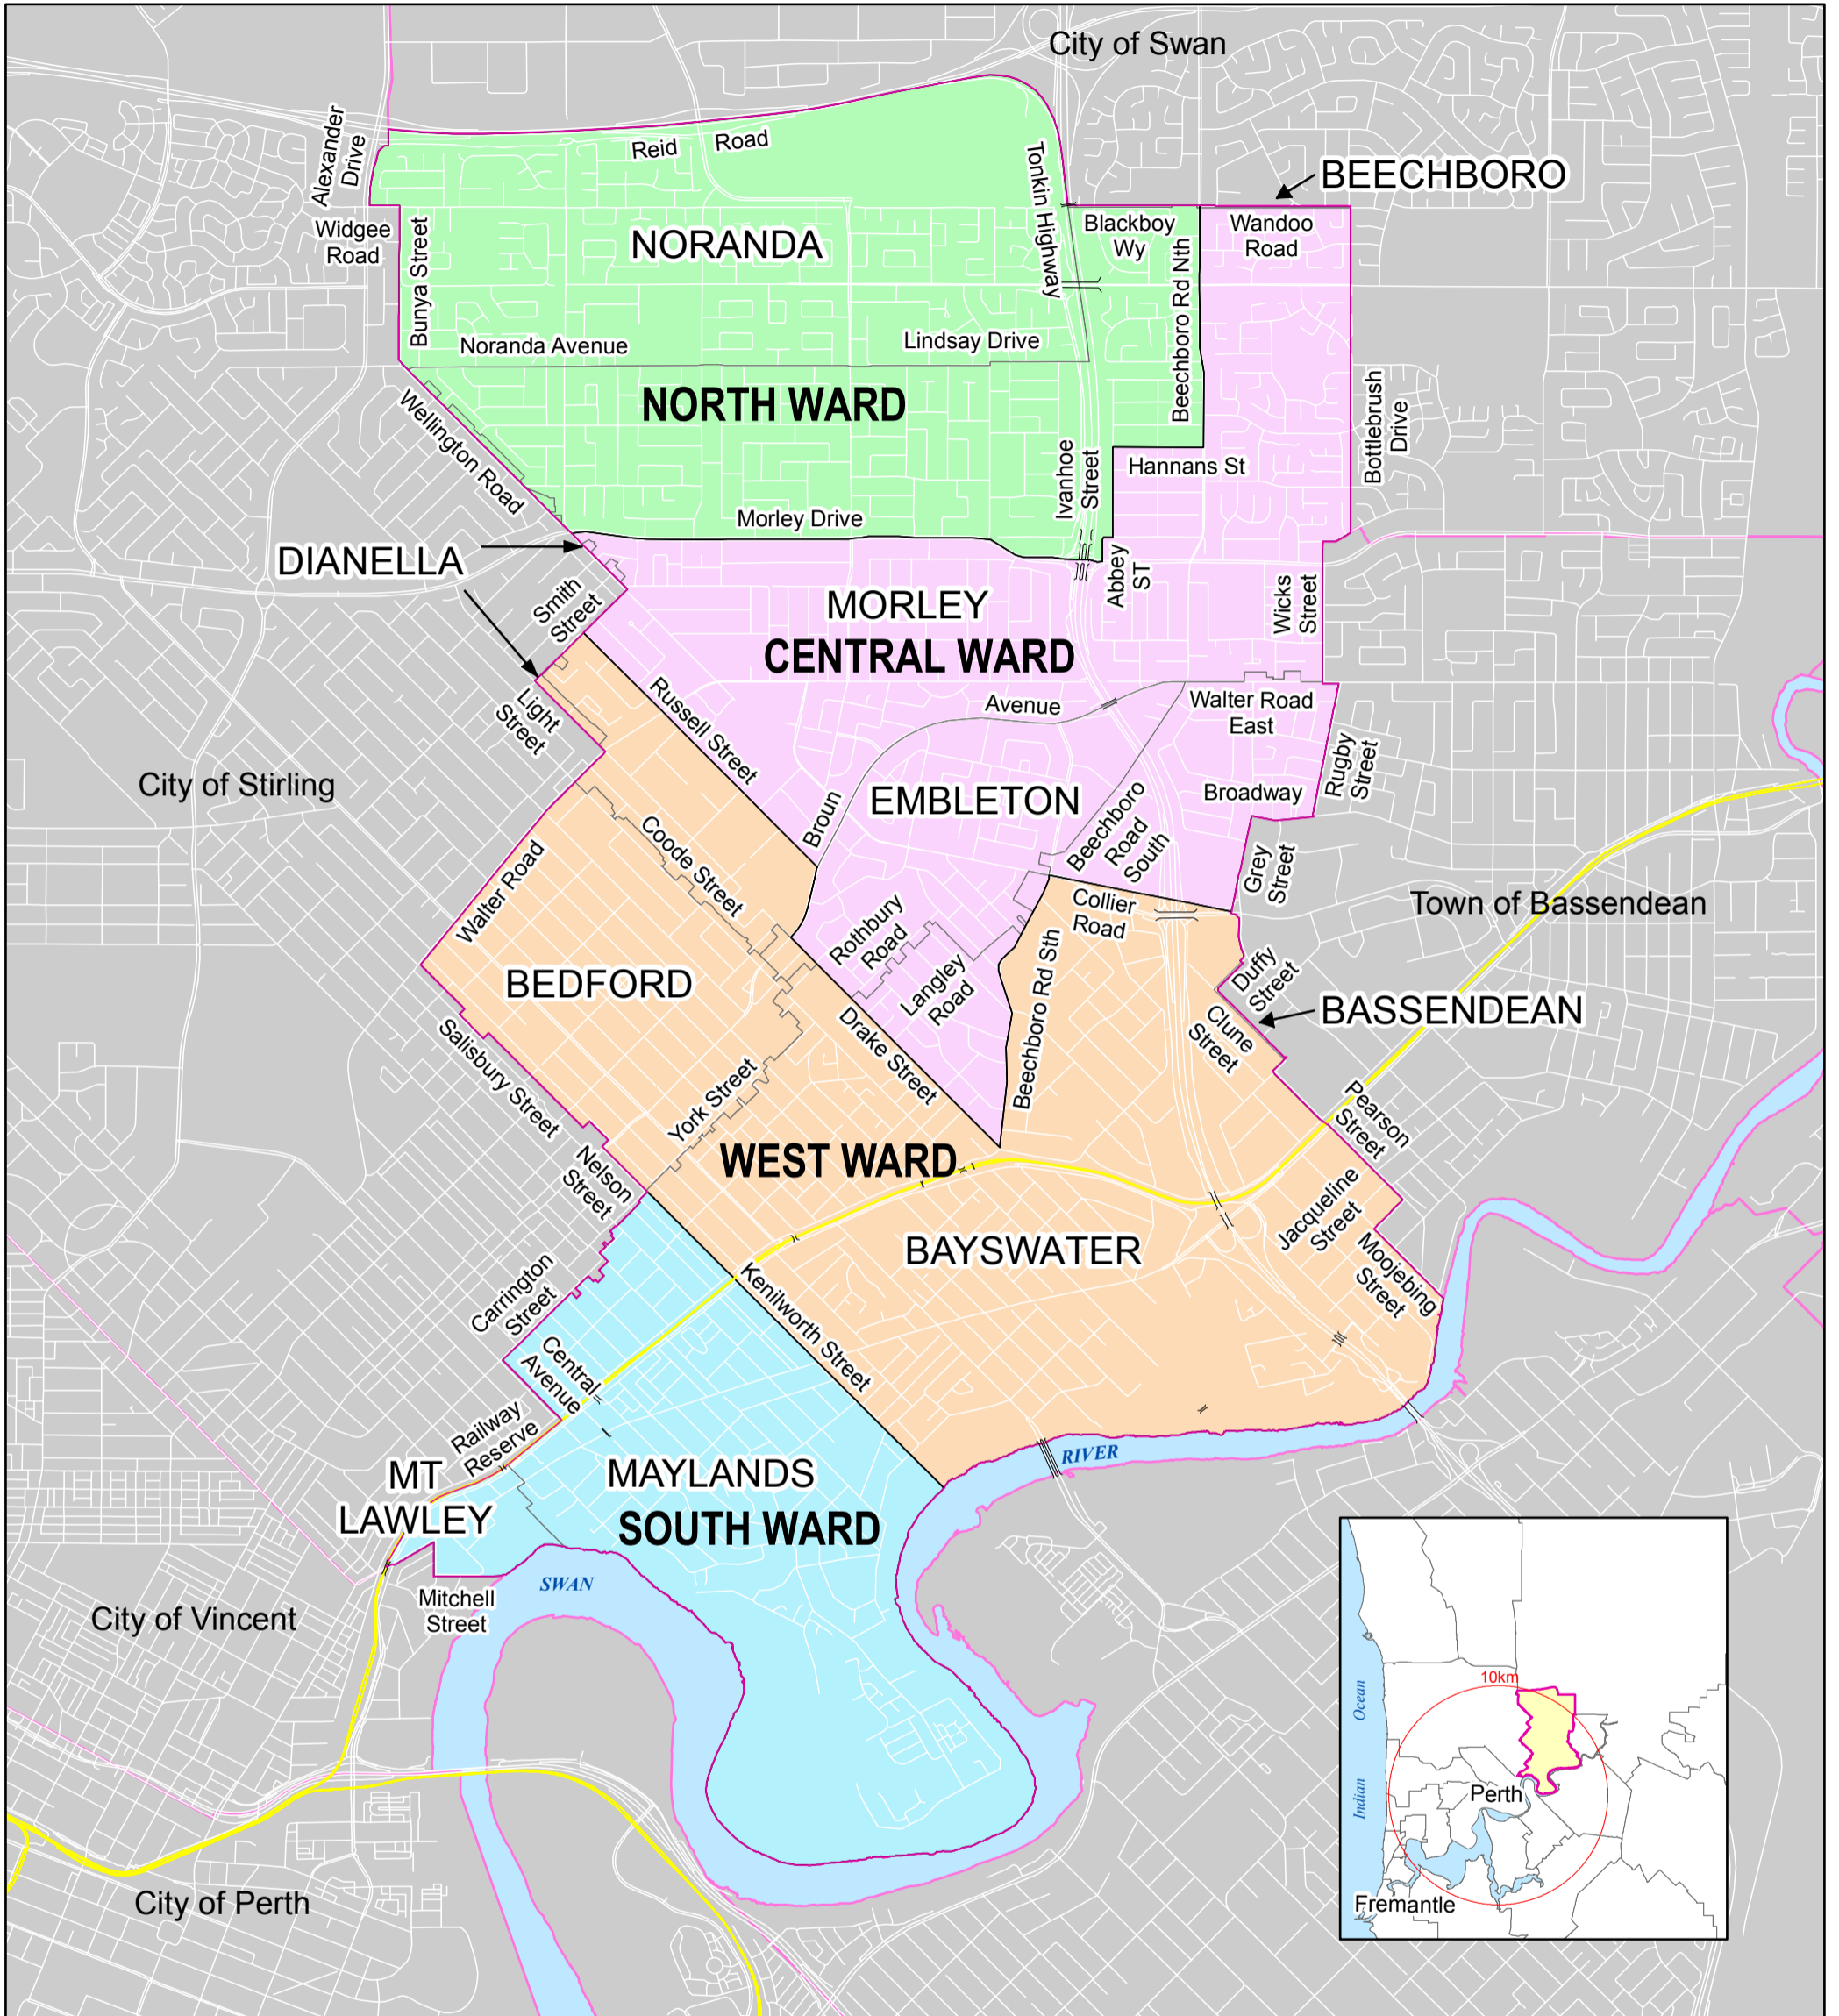 City of Swan
Alexander
Drive
Reid Road
Tonkin Highway
BEECHBORO
Widgee
Road
Bunya Street
NORANDA
Blackboy
Wy
Beechboro Rd Nth
Wandoo
Road
Noranda Avenue
Lindsay Drive
NORTH WARD
Bottlebrush
Drive
Wellington Road
Ivanhoe
Street
Hannans St
Morley Drive
DIANELLA
Smith
Street
Abbey
ST
Wicks
Street
MORLEY
CENTRAL WARD
Light
Street
Russell Street
Broun Avenue
Walter Road
East
Rugby
Street
City of Stirling
EMBLETON
Broadway
Coode Street
Beechboro
Road
South
Grey
Street
Walter Road
Collier
Road
Town of Bassendean
Rothbury
Road
Langley
Road
BEDFORD
Beechboro Rd Sth
Duffy
Street
BASSENDEAN
Clune
Street
Salisbury Street
Drake Street
York Street
Pearson
Street
WEST WARD
Nelson
Street
Jacqueline
Street
BAYSWATER
Moojebing
Street
Carrington
Street
Kenilworth Street
Central
Avenue
Railway
Reserve
RIVER
MT
LAWLEY
MAYLANDS
SOUTH WARD
SWAN
Mitchell
Street
City of Vincent
City of Perth
10km
Indian Ocean
Perth
Fremantle